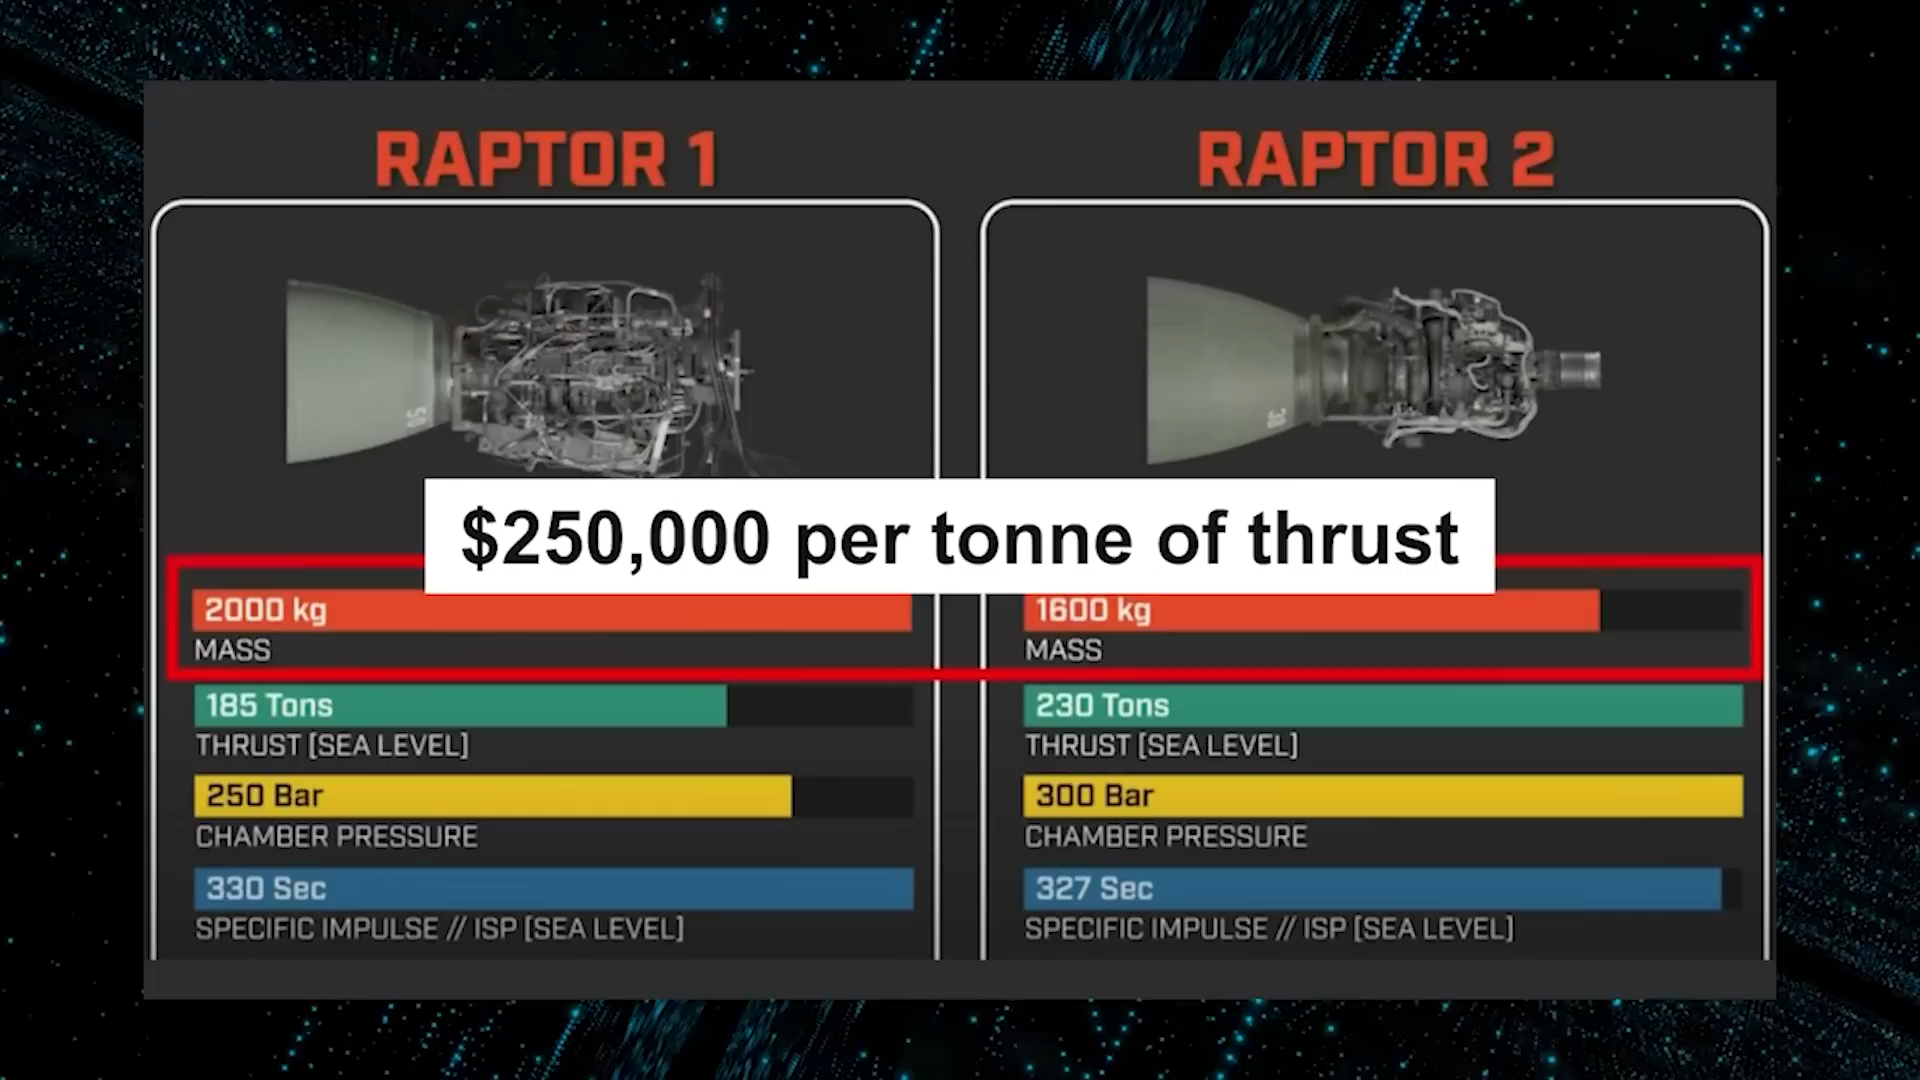 RAPTOR 1
2000 kg
MASS
185 Tons
THRUST [SEA LEVEL]
250 Bar
CHAMBER PRESSURE
330 Sec
SPECIFIC IMPULSE // ISP [SEA LEVEL]
RAPTOR 2
1600 kg
MASS
230 Tons
THRUST [SEA LEVEL]
300 Bar
CHAMBER PRESSURE
327 Sec
SPECIFIC IMPULSE // ISP [SEA LEVEL]
$250,000 per tonne of thrust